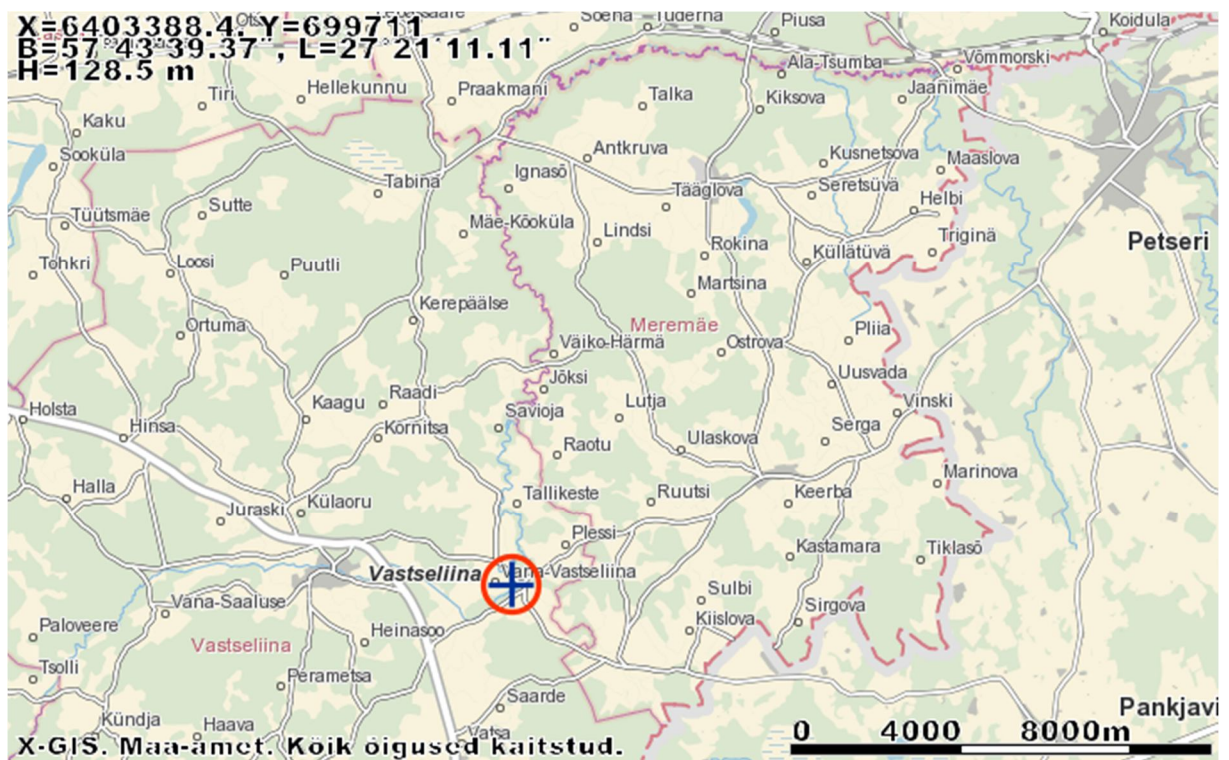 X=6403388.4, Y=699711
B=57°43'39.37", L=27°21'11.11"
H=128.5 m
Soena
Tuderna
Piusa
Koidula
Ala-Tsumba
Võmmorski
Tiri
Hellekunnu
Praakmani
Talka
Kiksova
Jaanimäe
Kaku
Sooküla
Antkruva
Kusnetsova
Maaslova
Tabina
Ignasõ
Tääglova
Seretsüvä
Helbi
Tüütsmäe
Sutte
Mäe-Kõoküla
Lindsi
Rokina
Küllätüvä
Triginä
Petseri
Tohkri
Loosi
Puutli
Martsina
Kerepäälse
Ortuma
Meremäe
Pliia
Väiko-Härmä
Ostrova
Jõksi
Uusvada
Holsta
Kaagu
Raadi
Savioja
Lutja
Vinski
Hinsa
Kornitsa
Raotu
Ulaskova
Serga
Marinova
Halla
Juraski
Külaoru
Tallikeste
Ruutsi
Keerba
Plessi
Kastamara
Tiklasõ
Vastseliina
Vana-Vastseliina
Vana-Saaluse
Sulbi
Sirgova
Paloveere
Vastseliina
Heinasoo
Kiislova
Tsolli
Perametsa
Saarde
Kündja
Haava
Vatsa
Pankjavi
0 4000 8000m
X-GIS. Maa-amet. Kõik õigused kaitstud.